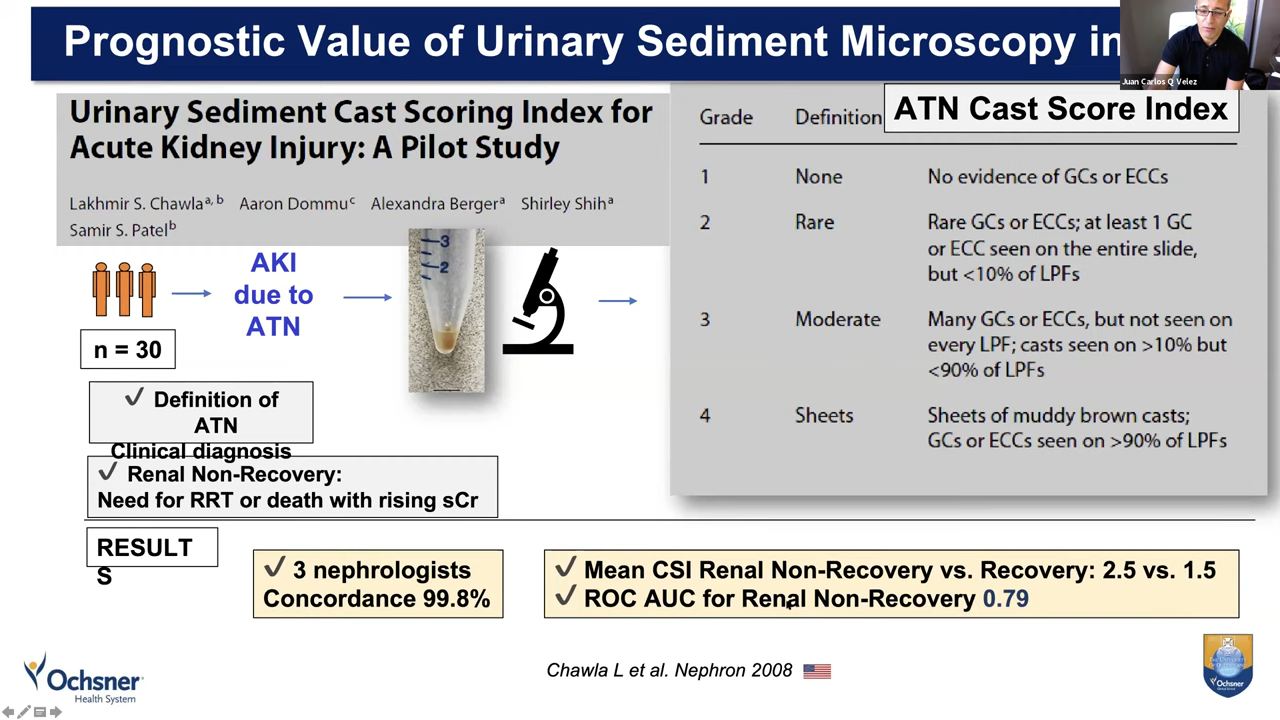 Prognostic Value of Urinary Sediment Microscopy in
Juan Carlos Q Velez
Urinary Sediment Cast Scoring Index for
Acute Kidney Injury: A Pilot Study
Lakhmir S. Chawlaa, b Aaron Dommuc Alexandra Bergera Shirley Shiha
Samir S. Patelb
ATN Cast Score Index
Grade Definition
1 None No evidence of GCs or ECCs
2 Rare Rare GCs or ECCs; at least 1 GC
or ECC seen on the entire slide,
but <10% of LPFs
3 Moderate Many GCs or ECCs, but not seen on
every LPF; casts seen on >10% but
<90% of LPFs
4 Sheets Sheets of muddy brown casts;
GCs or ECCs seen on >90% of LPFs
AKI
due to
ATN
3
2
n = 30
✓ Definition of
ATN
Clinical diagnosis
✓ Renal Non-Recovery:
Need for RRT or death with rising sCr
RESULT
S
✓ 3 nephrologists
Concordance 99.8%
✓ Mean CSI Renal Non-Recovery vs. Recovery: 2.5 vs. 1.5
✓ ROC AUC for Renal Non-Recovery 0.79
Chawla L et al. Nephron 2008
Ochsner
Health System
Ochsner